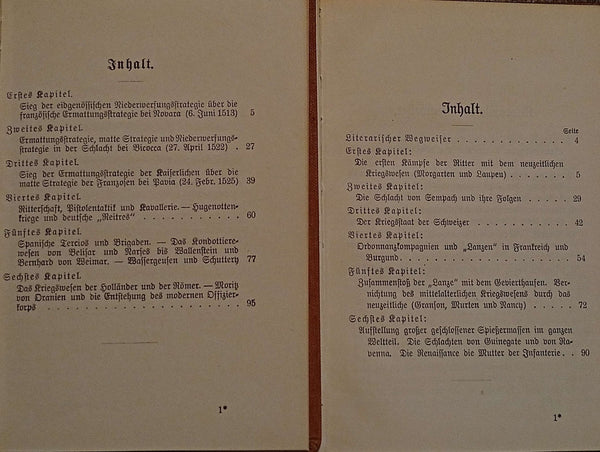 Inhalt.
Erstes Kapitel.
Sieg der eidgenössischen Niederwerfungsstrategie über die
französische Ermattungsstrategie bei Novara (6. Juni 1513) 5
Zweites Kapitel.
Ermattungsstrategie, matte Strategie und Niederwerfungs-
strategie in der Schlacht bei Bicocca (27. April 1522) . 27
Drittes Kapitel.
Sieg der Ermattungsstrategie der Kaiserlichen über die
matte Strategie der Franzosen bei Pavia (24. Febr. 1525) 39
Viertes Kapitel.
Ritterschaft, Pistolentaktik und Kavallerie. — Hugenotten-
kriege und deutsche „Reitres“ . . . . . . . . . . 60
Fünftes Kapitel.
Spanische Tercios und Brigaden. — Das Kondottiere-
wesen von Belisar und Narses bis Wallenstein und
Bernhard von Weimar. — Wassergeusen und Schuttery 77
Sechstes Kapitel.
Das Kriegswesen der Holländer und der Römer. — Moritz
von Oranien und die Entstehung des modernen Offizier-
korps . . . . . . . . . . . . . . . . . . . . 95
1*
Inhalt.
Seite
Literarischer Wegweiser . . . . . . . . . . . . . 4
Erstes Kapitel:
Die ersten Kämpfe der Ritter mit dem neuzeitlichen
Kriegswesen (Morgarten und Laupen) . . . . . . 5
Zweites Kapitel:
Die Schlacht von Sempach und ihre Folgen . . . . 29
Drittes Kapitel:
Der Kriegsstaat der Schweizer . . . . . . . . . . 42
Viertes Kapitel:
Ordonnanzkompagnien und „Lanzen“ in Frankreich und
Burgund . . . . . . . . . . . . . . . . . . . 54
Fünftes Kapitel:
Zusammenstoß der „Lanze“ mit dem Gevierthaufen. Ver-
nichtung des mittelalterlichen Kriegswesens durch das
neuzeitliche (Granson, Murten und Nancy) . . . . 72
Sechstes Kapitel:
Aufstellung großer geschlossener Spießermassen im ganzen
Weltteil. Die Schlachten von Guinegate und von Ra-
venna. Die Renaissance die Mutter der Infanterie. . 90
1*